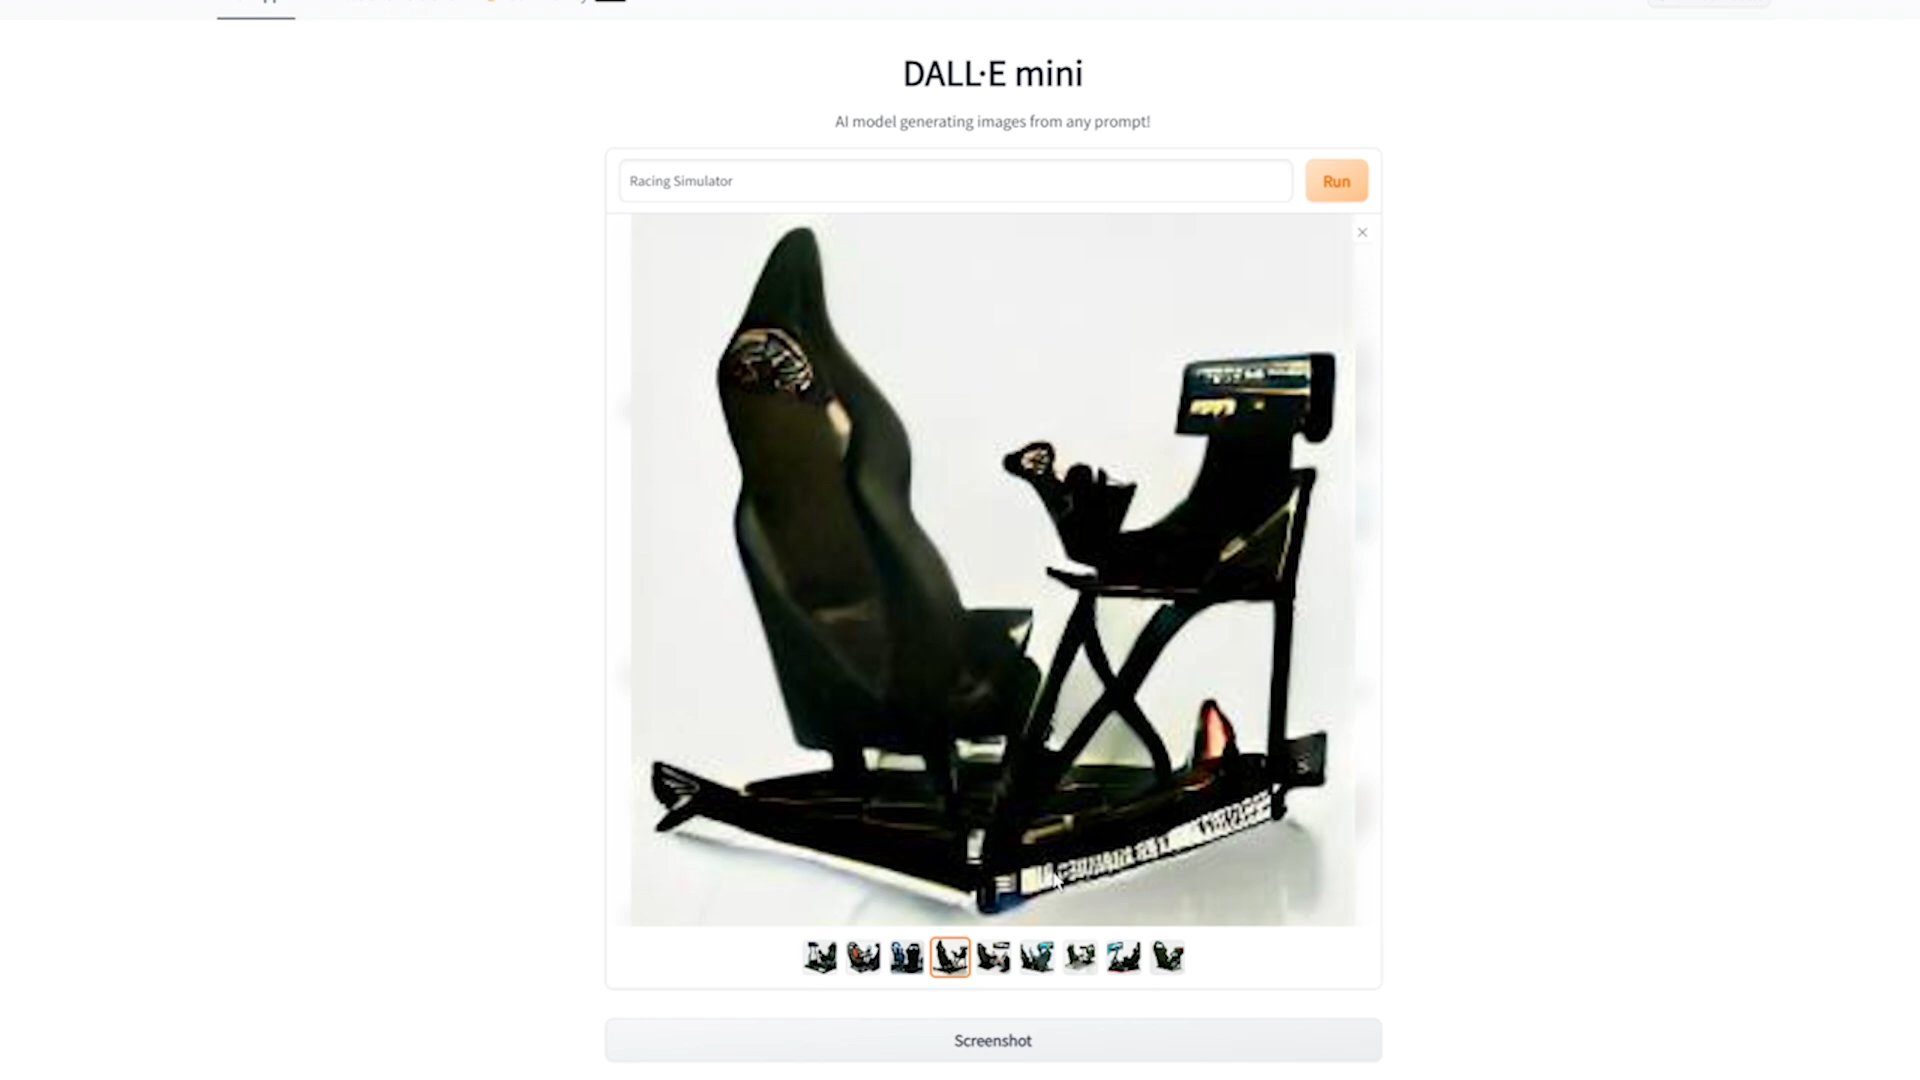 DALL·E mini
AI model generating images from any prompt!
Racing Simulator
Run
Screenshot